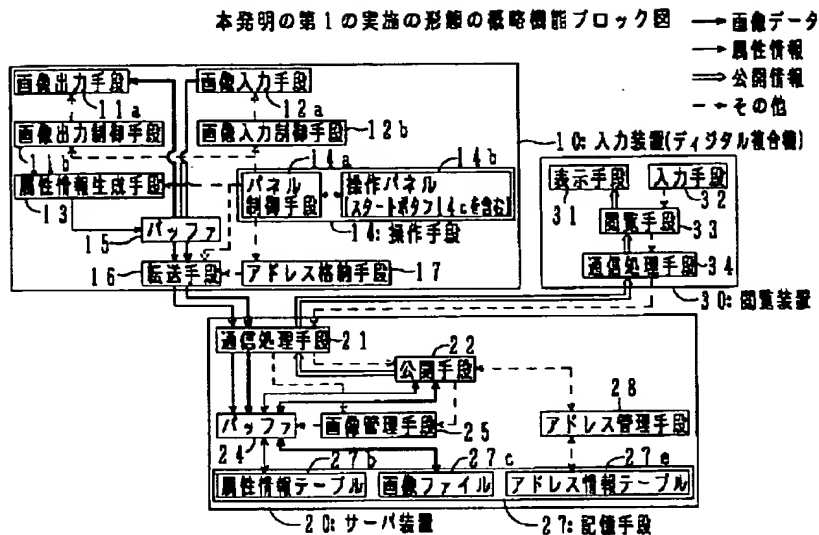 本発明の第1の実施の形態の概略機能ブロック図
画像データ
属性情報
公開情報
その他
画像出力手段
11a
画像入力手段
12a
画像出力制御手段
11b
画像入力制御手段
12b
10:入力装置(ディジタル複合機)
属性情報生成手段
13
14a
パネル
制御手段
14b
操作パネル
(スタートボタン14cを含む)
14:操作手段
バッファ
15
転送手段
16
アドレス格納手段
17
表示手段
31
入力手段
32
閲覧手段
33
通信処理手段
34
30:閲覧装置
通信処理手段
21
公開手段
22
バッファ
24
画像管理手段
25
28
アドレス管理手段
27b
属性情報テーブル
27c
画像ファイル
27e
アドレス情報テーブル
20:サーバ装置
27:記憶手段